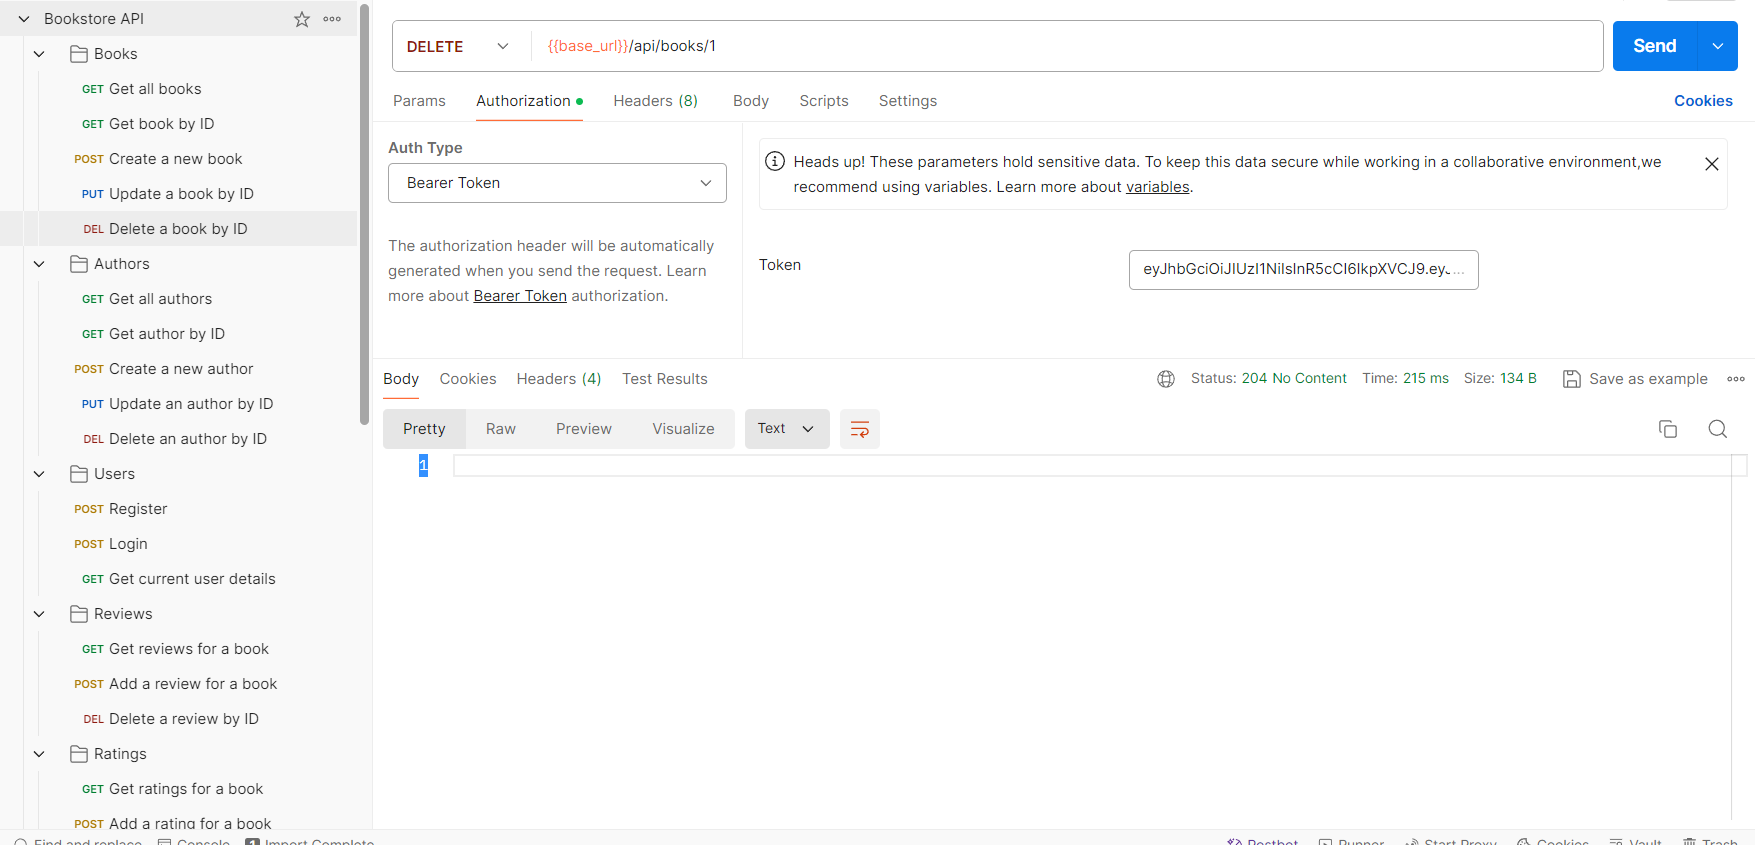 Bookstore API
Books
GET Get all books
GET Get book by ID
POST Create a new book
PUT Update a book by ID
DEL Delete a book by ID
Authors
GET Get all authors
GET Get author by ID
POST Create a new author
PUT Update an author by ID
DEL Delete an author by ID
Users
POST Register
POST Login
GET Get current user details
Reviews
GET Get reviews for a book
POST Add a review for a book
DEL Delete a review by ID
Ratings
GET Get ratings for a book
POST Add a rating for a book
DELETE {{base_url}}/api/books/1 Send
Params Authorization Headers (8) Body Scripts Settings Cookies
Auth Type
Bearer Token
The authorization header will be automatically
generated when you send the request. Learn
more about Bearer Token authorization.
Heads up! These parameters hold sensitive data. To keep this data secure while working in a collaborative environment,we
recommend using variables. Learn more about variables.
Token
Body Cookies Headers (4) Test Results Status: 204 No Content Time: 215 ms Size: 134 B Save as example
Pretty Raw Preview Visualize Text
1
Find and replace Console 1 Import Complete Postbot Runner Start Proxy Cookies Vault Trash